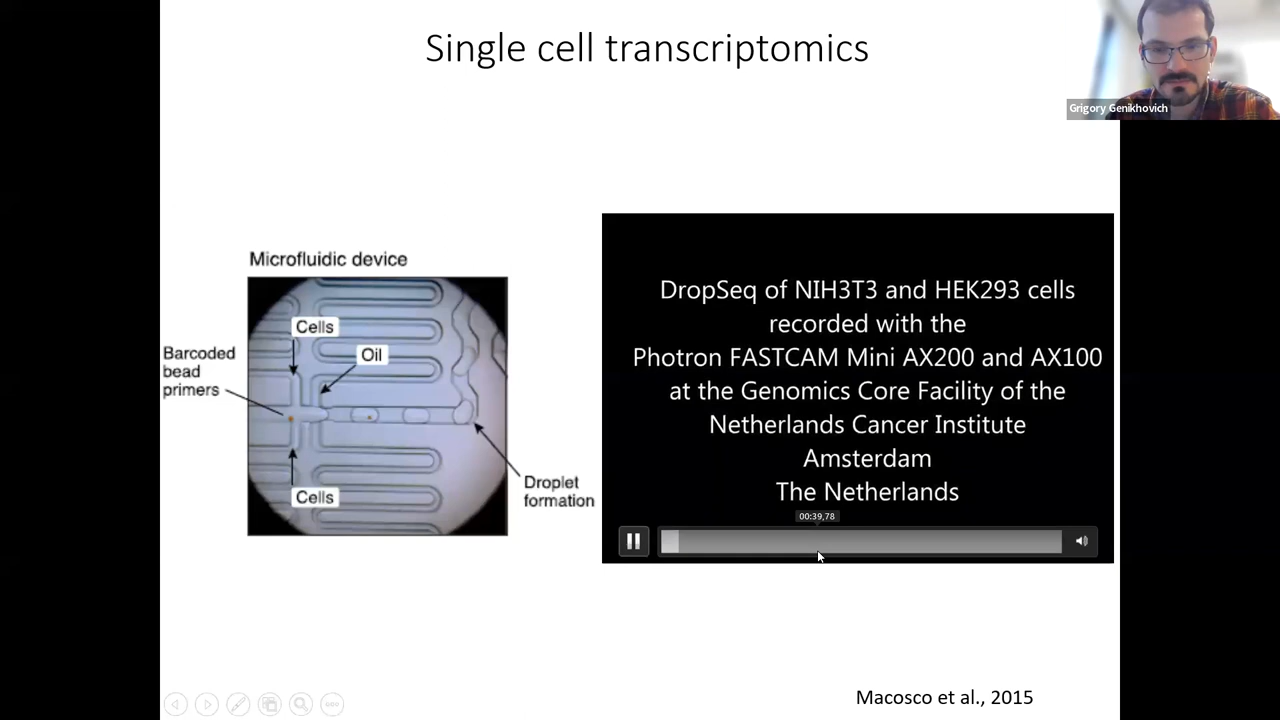 Single cell transcriptomics
Grigory Genikhovich
Microfluidic device
Cells
Oil
Barcoded
bead
primers
Cells
Droplet
formation
DropSeq of NIH3T3 and HEK293 cells
recorded with the
Photron FASTCAM Mini AX200 and AX100
at the Genomics Core Facility of the
Netherlands Cancer Institute
Amsterdam
The Netherlands
00:39,78
Macosco et al., 2015